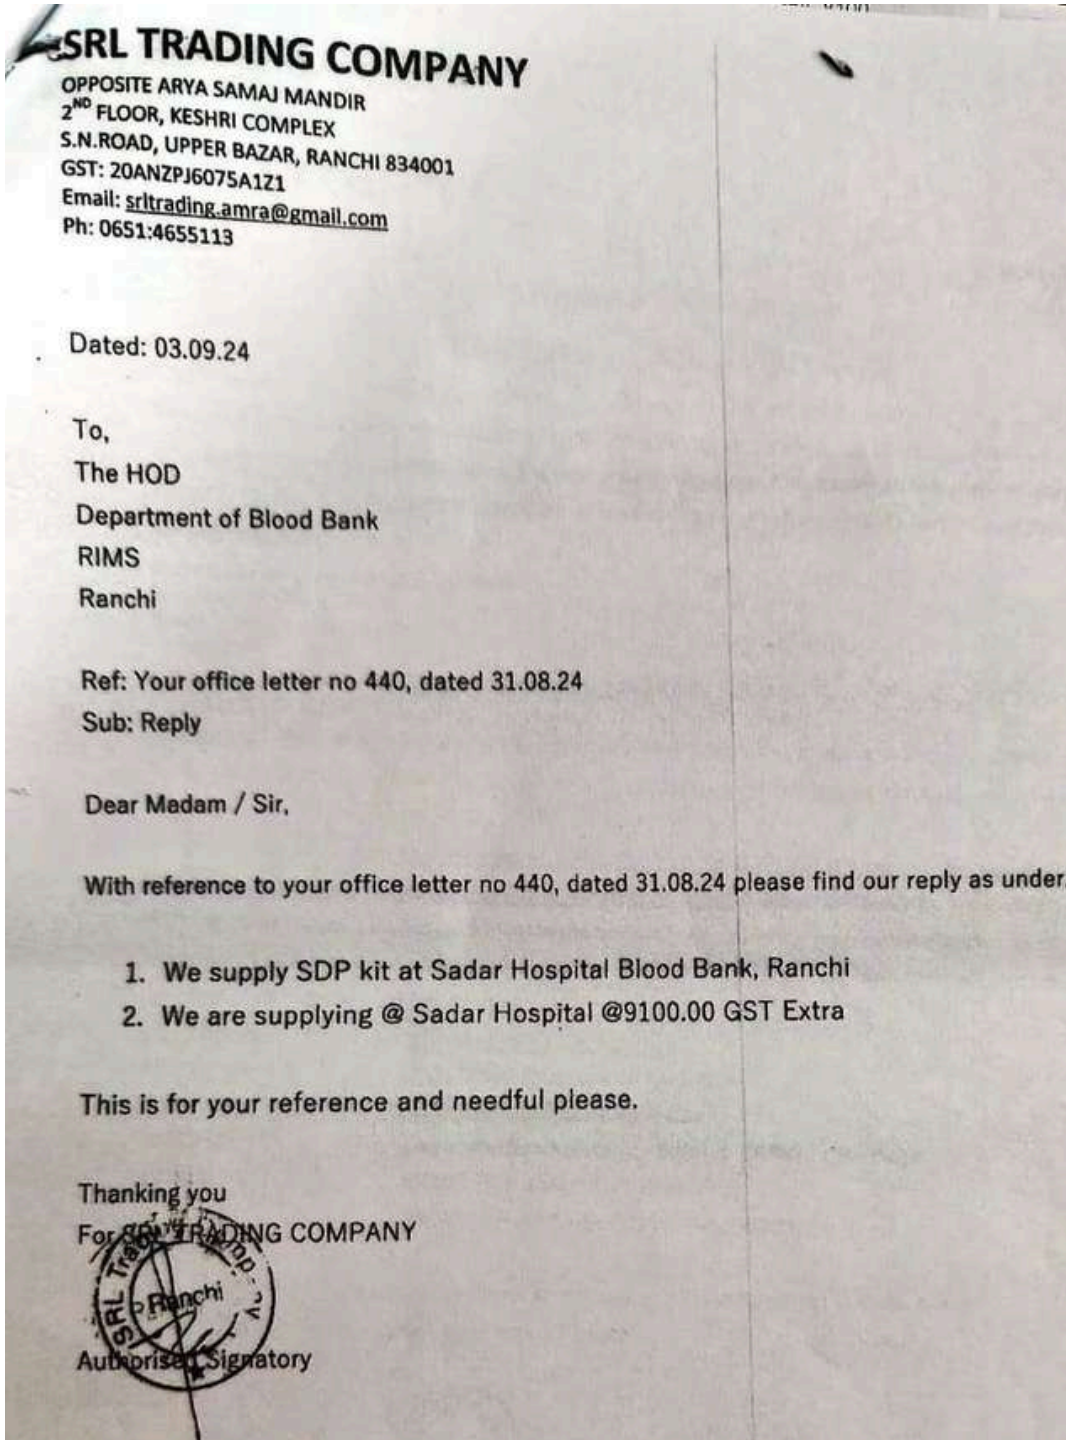 SRL TRADING COMPANY
OPPOSITE ARYA SAMAJ MANDIR
2ND FLOOR, KESHRI COMPLEX
S.N.ROAD, UPPER BAZAR, RANCHI 834001
GST: 20ANZPJ6075A1Z1
Email: srltrading.amra@gmail.com
Ph: 0651:4655113
Dated: 03.09.24
To,
The HOD
Department of Blood Bank
RIMS
Ranchi
Ref: Your office letter no 440, dated 31.08.24
Sub: Reply
Dear Madam / Sir,
With reference to your office letter no 440, dated 31.08.24 please find our reply as under.
1. We supply SDP kit at Sadar Hospital Blood Bank, Ranchi
2. We are supplying @ Sadar Hospital @9100.00 GST Extra
This is for your reference and needful please.
Thanking you
For SRL TRADING COMPANY
SRL
Ranchi
Authorised Signatory